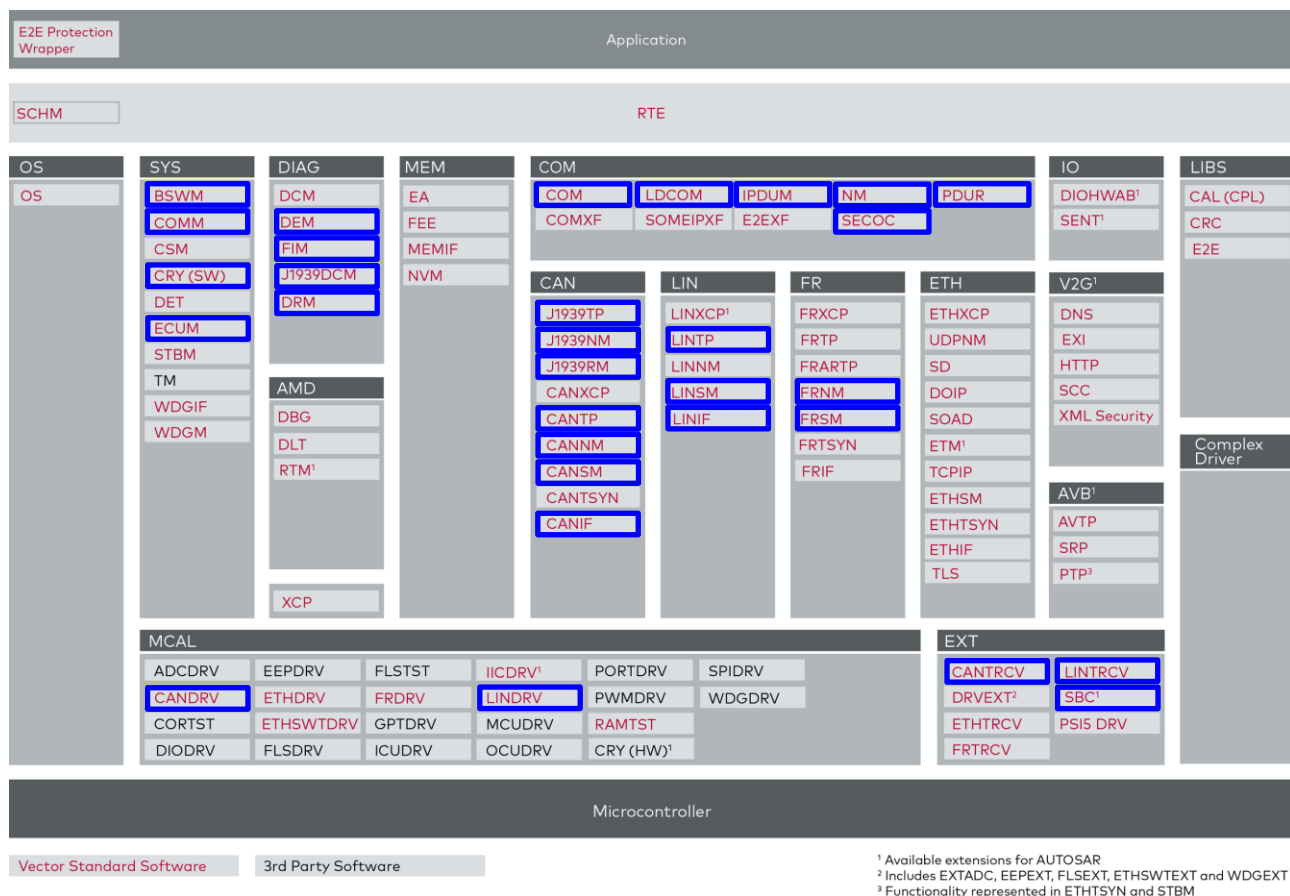 E2E Protection
Wrapper
Application
SCHM
RTE
OS
OS
SYS
BSWM
COMM
CSM
CRY (SW)
DET
ECUM
STBM
TM
WDGIF
WDGM
DIAG
DCM
DEM
FIM
J1939DCM
DRM
AMD
DBG
DLT
RTM¹
XCP
MEM
EA
FEE
MEMIF
NVM
COM
COM LDCOM IPDUM NM PDUR
COMXF SOMEIPXF E2EXF SECOC
CAN
J1939TP
J1939NM
J1939RM
CANXCP
CANTP
CANNM
CANSM
CANTSYN
CANIF
LIN
LINXCP¹
LINTP
LINNM
LINSM
LINIF
FR
FRXCP
FRTP
FRARTP
FRNM
FRSM
FRTSYN
FRIF
ETH
ETHXCP
UDPNM
SD
DOIP
SOAD
ETM¹
TCPIP
ETHSM
ETHTSYN
ETHIF
TLS
IO
DIOHWAB¹
SENT¹
V2G¹
DNS
EXI
HTTP
SCC
XML Security
AVB¹
AVTP
SRP
PTP³
LIBS
CAL (CPL)
CRC
E2E
Complex
Driver
MCAL
ADCDRV EEPDRV FLSTST IICDRV¹ PORTDRV SPIDRV
CANDRV ETHDRV FRDRV LINDRV PWMDRV WDGDRV
CORTST ETHSWTDRV GPTDRV MCUDRV RAMTST
DIODRV FLSDRV ICUDRV OCUDRV CRY (HW)¹
EXT
CANTRCV LINTRCV
DRVEXT² SBC¹
ETHTRCV PSI5 DRV
FRTRCV
Microcontroller
Vector Standard Software
3rd Party Software
¹ Available extensions for AUTOSAR
² Includes EXTADC, EEPEXT, FLSEXT, ETHSWTEXT and WDGEXT
³ Functionality represented in ETHTSYN and STBM